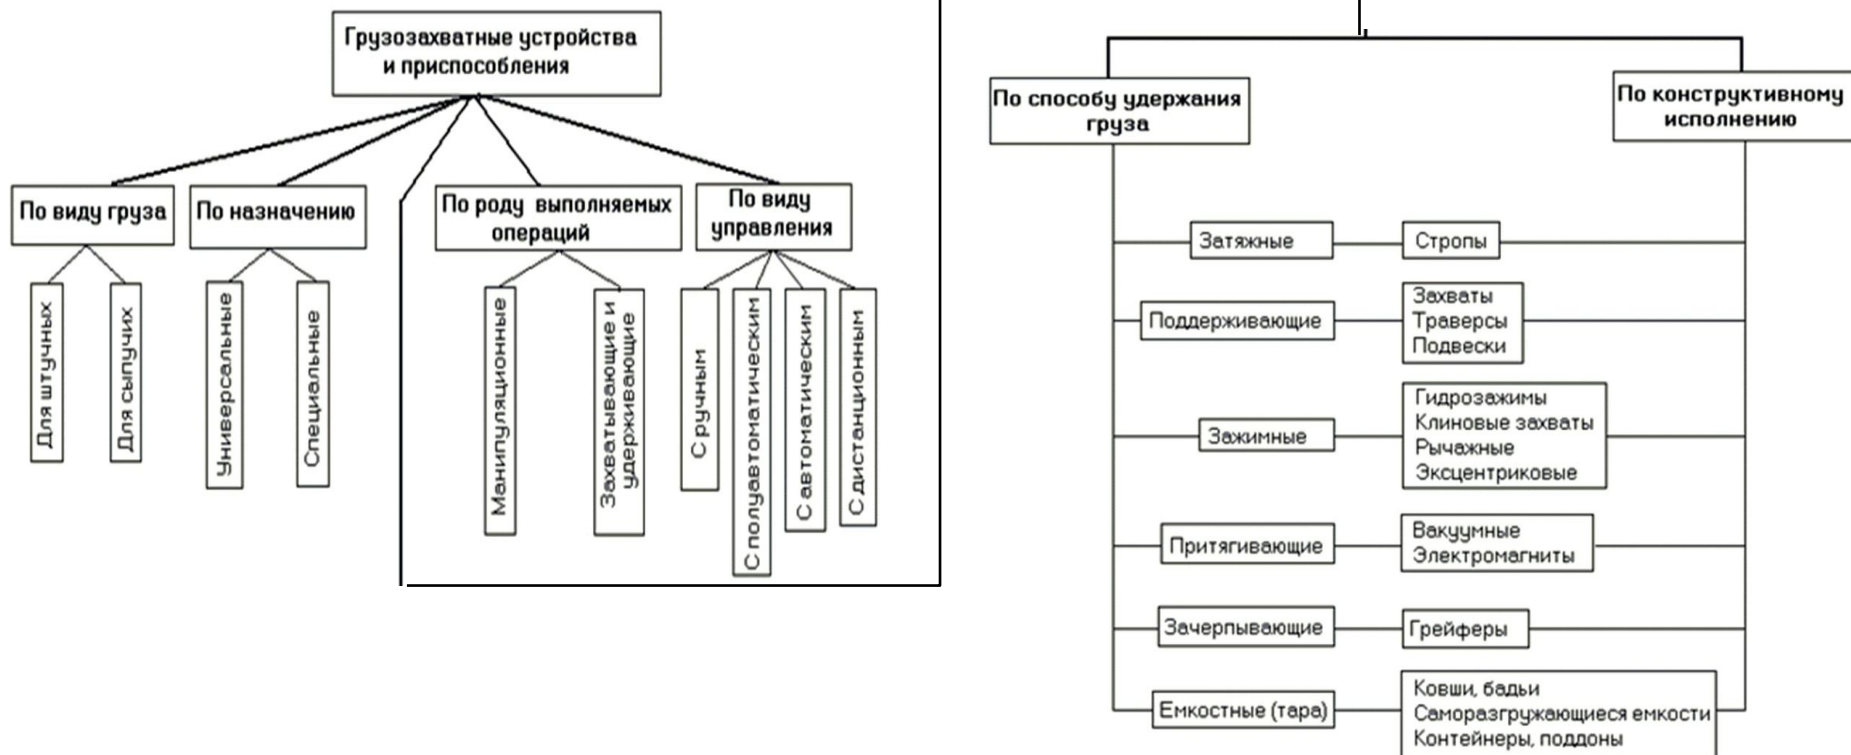 Грузозахватные устройства
и приспособления
По виду груза
По назначению
По роду выполняемых
операций
По виду
управления
Для штучных
Для сыпучих
Универсальные
Специальные
Манипуляционные
Захватывающие и
удерживающие
С ручным
С полуавтоматическим
С автоматическим
С дистанционным
По способу удержания
груза
По конструктивному
исполнению
Затяжные
Стропы
Поддерживающие
Захваты
Траверсы
Подвески
Зажимные
Гидрозажимы
Клиновые захваты
Рычажные
Эксцентриковые
Притягивающие
Вакуумные
Электромагниты
Зачерпывающие
Грейферы
Емкостные (тара)
Ковши, бадьи
Саморазгружающиеся емкости
Контейнеры, поддоны